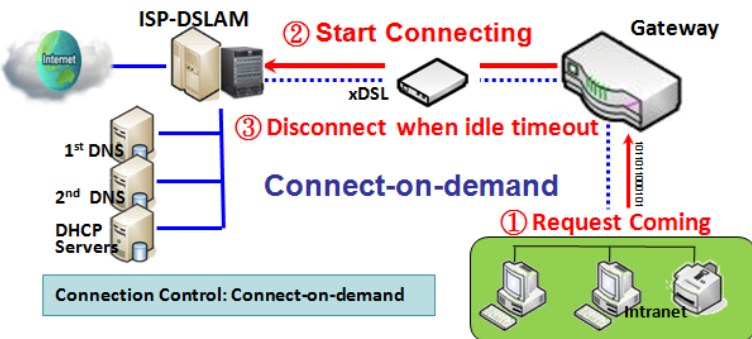 ISP-DSLAM
② Start Connecting
Gateway
Internet
xDSL
③ Disconnect when idle timeout
1st DNS
2nd DNS
DHCP
Servers
Connect-on-demand
① Request Coming
Intranet
Connection Control: Connect-on-demand